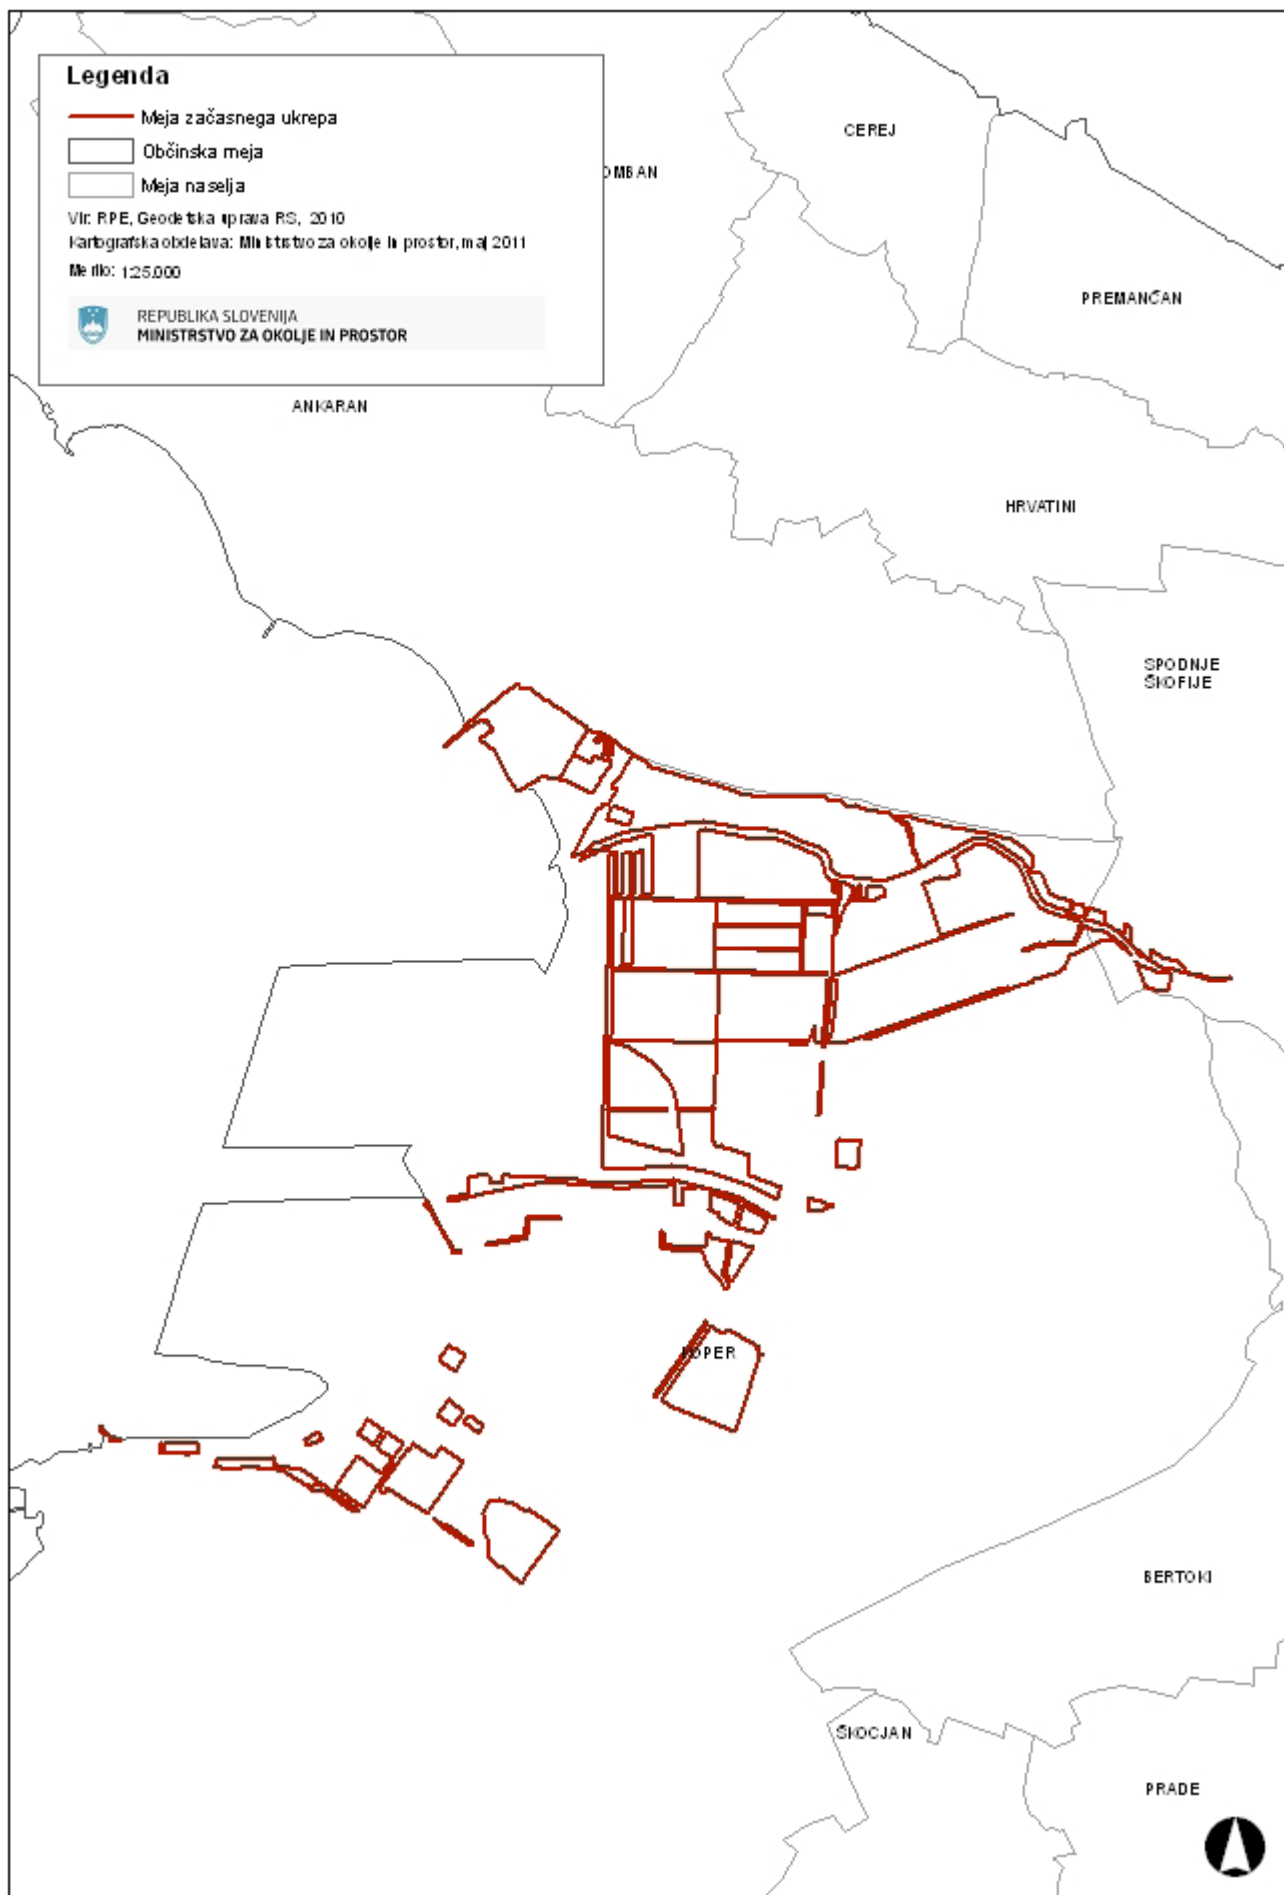 Legenda
Meja začasnega ukrepa
Občinska meja
Meja naselja
Vir: RPE, Geodetska uprava RS, 2010
Kartografska obdelava: Ministrstvo za okolje in prostor, maj 2011
Merilo: 1:25.000
REPUBLIKA SLOVENIJA
MINISTRSTVO ZA OKOLJE IN PROSTOR
CEREJ
OMBAN
PREMANČAN
ANKARAN
HRVATINI
SPODNJE
ŠKOFIJE
KOPER
BERTOKI
ŠKOCJAN
PRADE